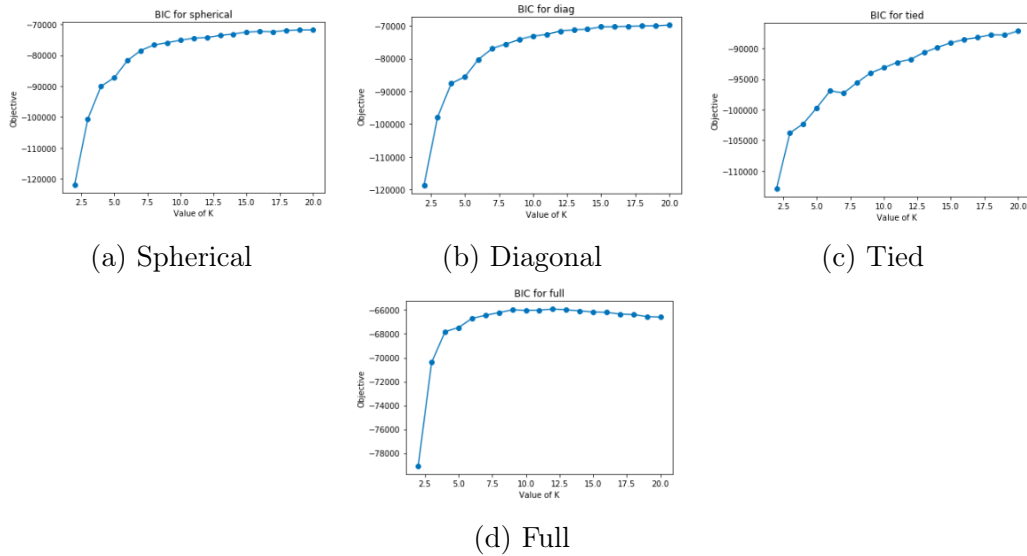 BIC for spherical
Objective
−70000
−80000
−90000
−100000
−110000
−120000
2.5 5.0 7.5 10.0 12.5 15.0 17.5 20.0
Value of K
(a) Spherical
BIC for diag
Objective
−70000
−80000
−90000
−100000
−110000
−120000
2.5 5.0 7.5 10.0 12.5 15.0 17.5 20.0
Value of K
(b) Diagonal
BIC for tied
Objective
−90000
−95000
−100000
−105000
−110000
2.5 5.0 7.5 10.0 12.5 15.0 17.5 20.0
Value of K
(c) Tied
BIC for full
Objective
−66000
−68000
−70000
−72000
−74000
−76000
−78000
2.5 5.0 7.5 10.0 12.5 15.0 17.5 20.0
Value of K
(d) Full